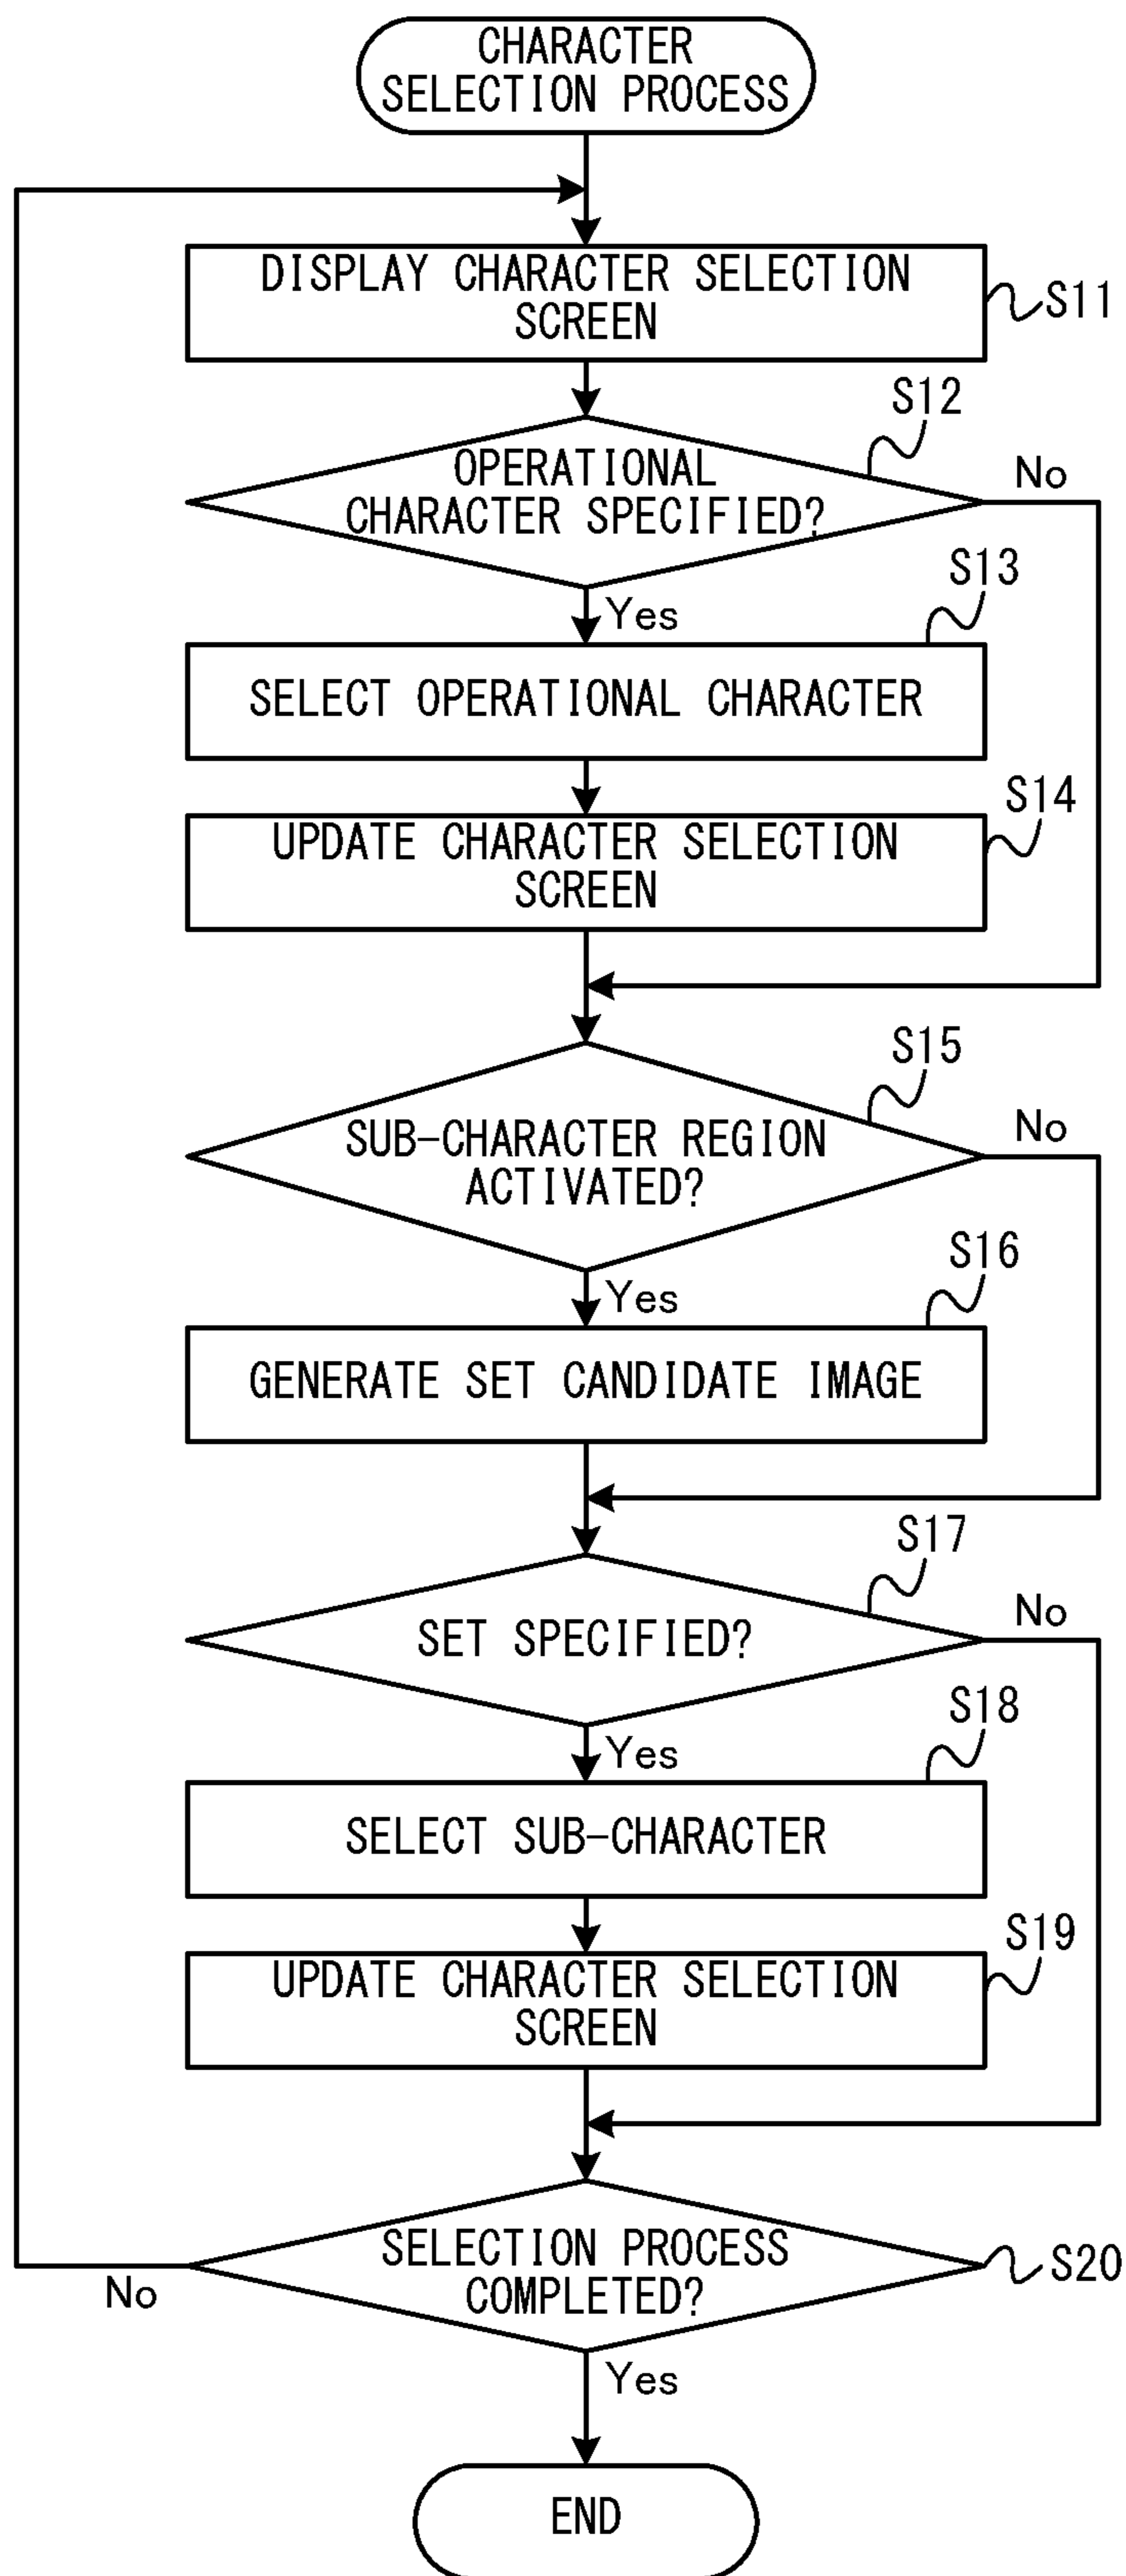 CHARACTER
SELECTION PROCESS
DISPLAY CHARACTER SELECTION
SCREEN
S11
S12
OPERATIONAL
CHARACTER SPECIFIED?
No
Yes
S13
SELECT OPERATIONAL CHARACTER
S14
UPDATE CHARACTER SELECTION
SCREEN
S15
SUB-CHARACTER REGION
ACTIVATED?
No
Yes
S16
GENERATE SET CANDIDATE IMAGE
S17
SET SPECIFIED?
No
Yes
S18
SELECT SUB-CHARACTER
S19
UPDATE CHARACTER SELECTION
SCREEN
SELECTION PROCESS
COMPLETED?
S20
No
Yes
END